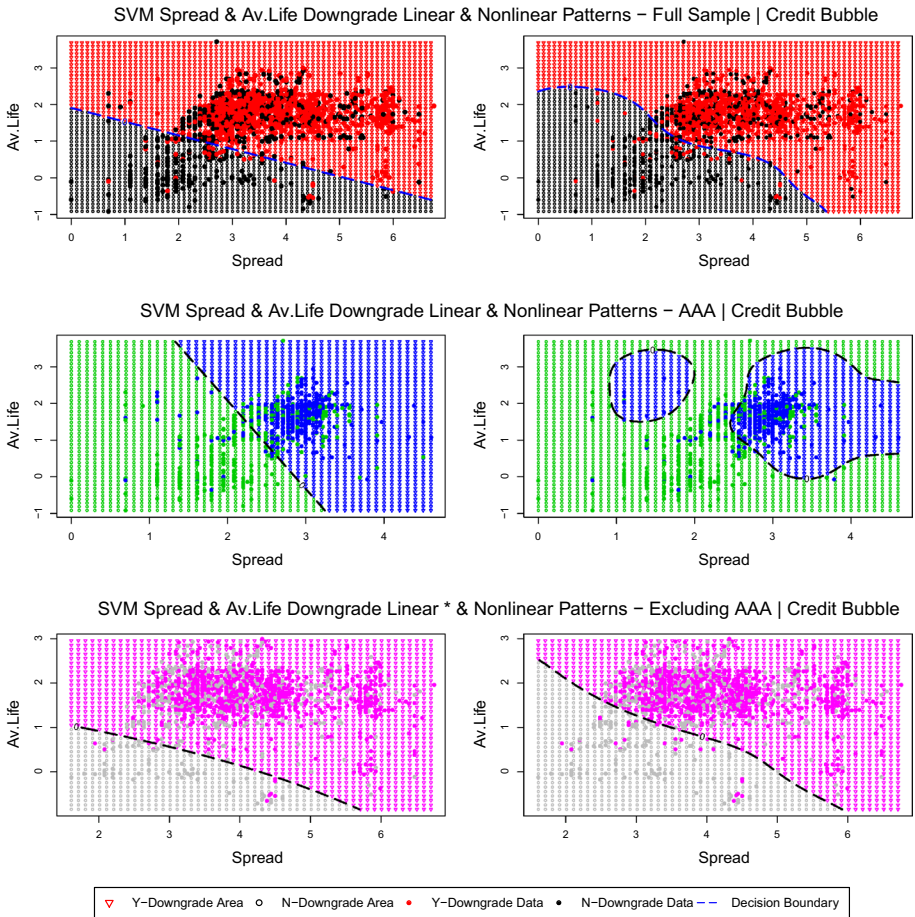 SVM Spread & Av.Life Downgrade Linear & Nonlinear Patterns − Full Sample | Credit Bubble
Av.Life
−1 0 1 2 3
0 1 2 3 4 5 6
Spread
Av.Life
−1 0 1 2 3
0 1 2 3 4 5 6
Spread
SVM Spread & Av.Life Downgrade Linear & Nonlinear Patterns − AAA | Credit Bubble
Av.Life
−1 0 1 2 3
0 1 2 3 4
Spread
Av.Life
−1 0 1 2 3
0 1 2 3 4
0
0
Spread
SVM Spread & Av.Life Downgrade Linear * & Nonlinear Patterns − Excluding AAA | Credit Bubble
Av.Life
0 1 2 3
0
2 3 4 5 6
Spread
Av.Life
0 1 2 3
0
2 3 4 5 6
Spread
Y−Downgrade Area N−Downgrade Area Y−Downgrade Data N−Downgrade Data Decision Boundary